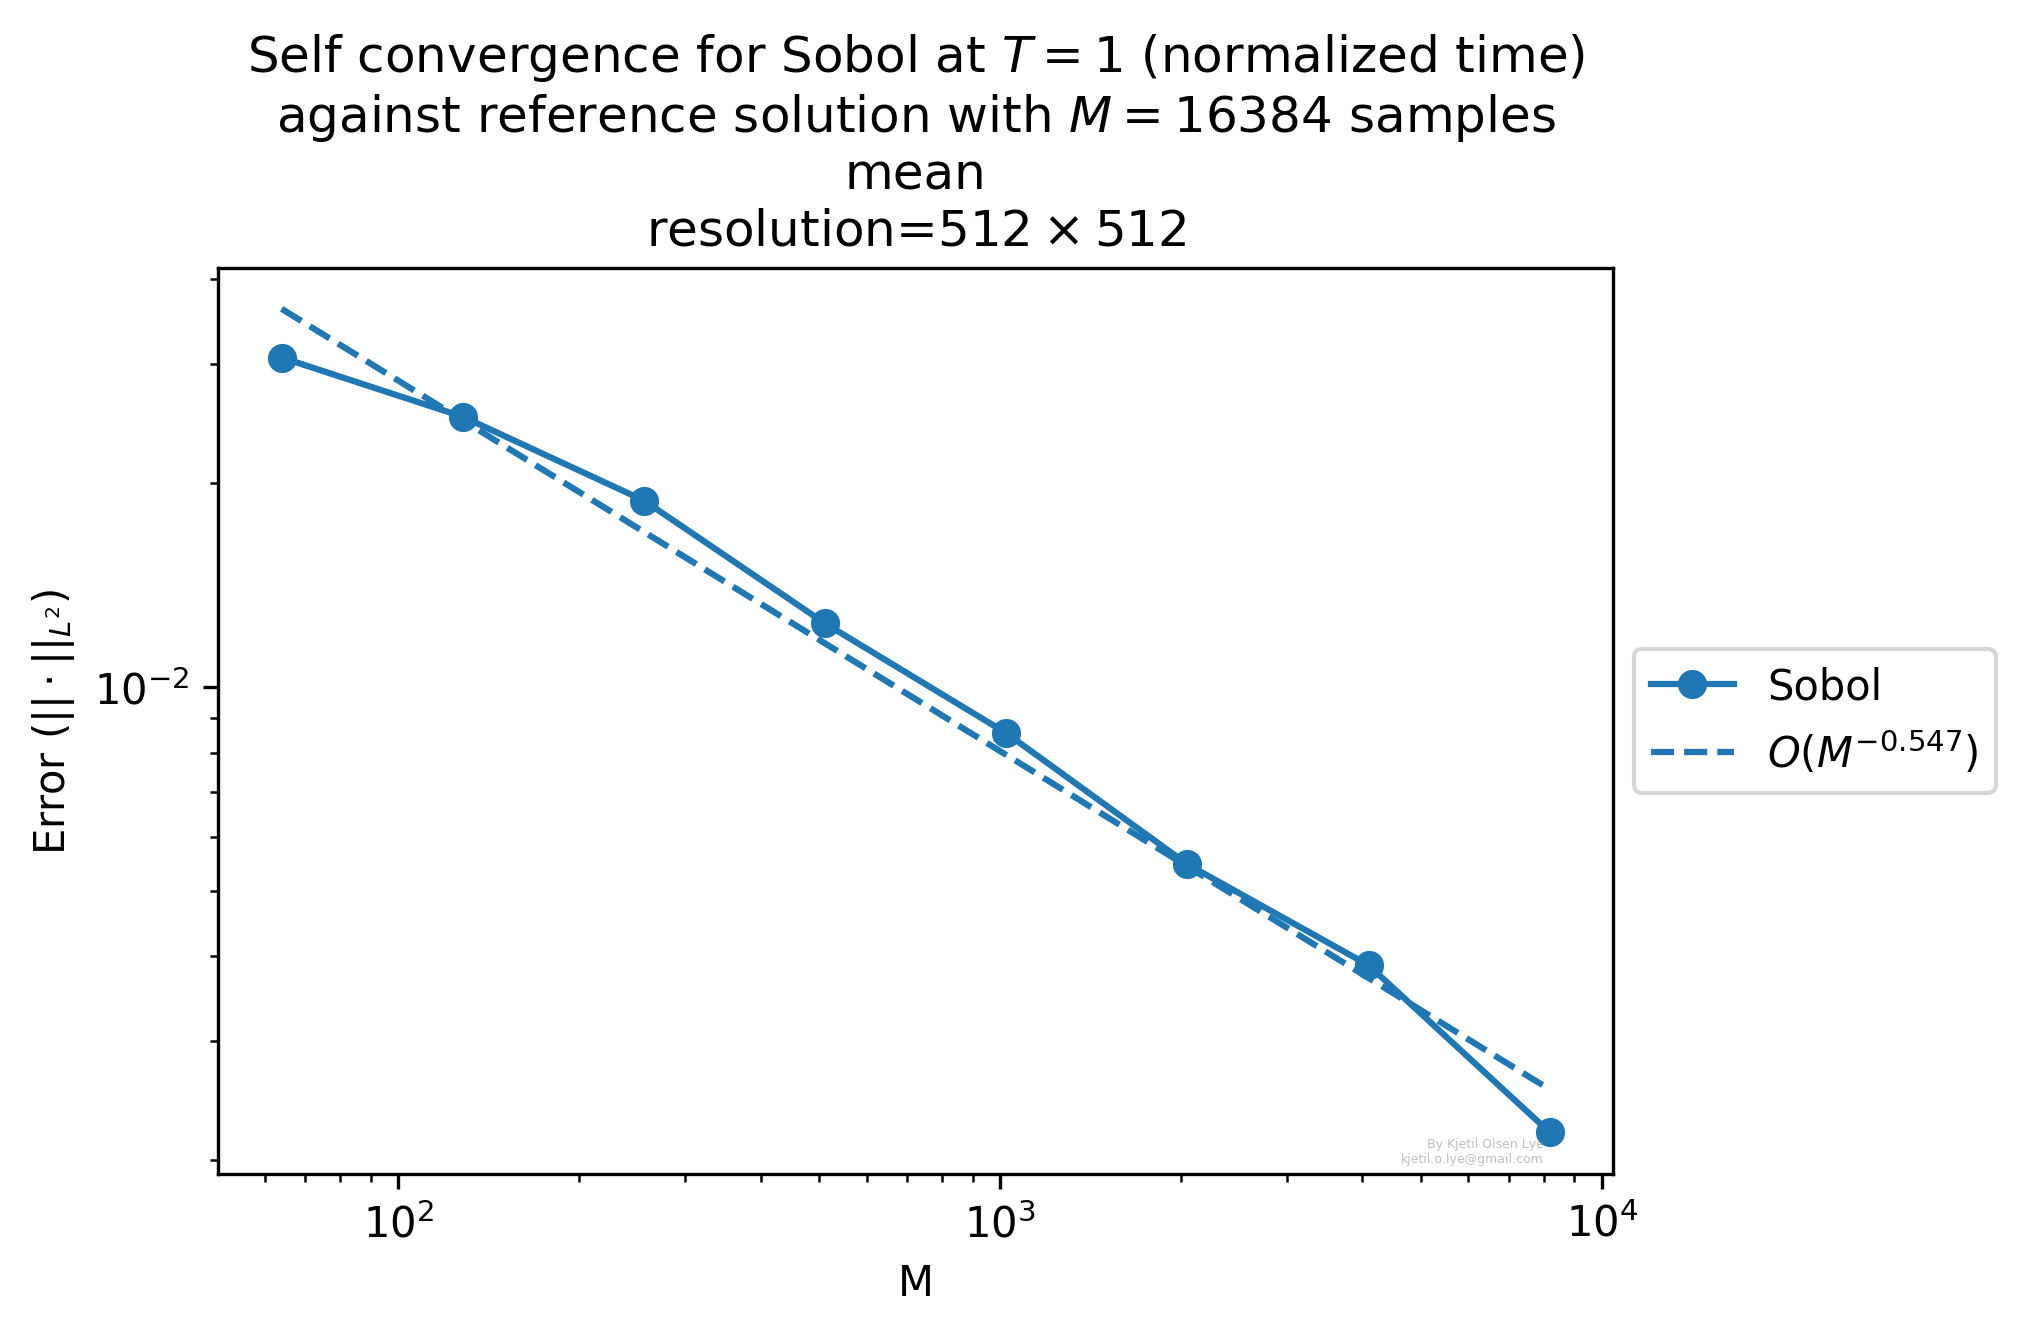 Self convergence for Sobol at T = 1 (normalized time)
against reference solution with M = 16384 samples
mean
resolution=512 × 512
Error (|| · ||_{L^2})
10^{-2}
Sobol
O(M^{-0.547})
By Kjetil Olsen Lye
kjetil.o.lye@gmail.com
10^2 10^3 10^4
M